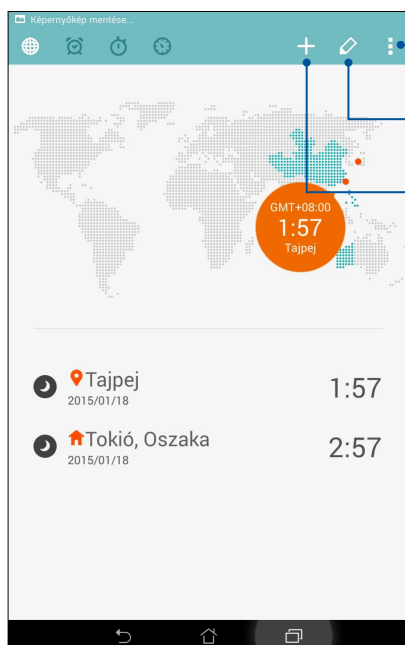 Képernyőkép mentése...
GMT+08:00
1:57
Tajpej
Tajpej
2015/01/18
1:57
Tokió, Oszaka
2015/01/18
2:57